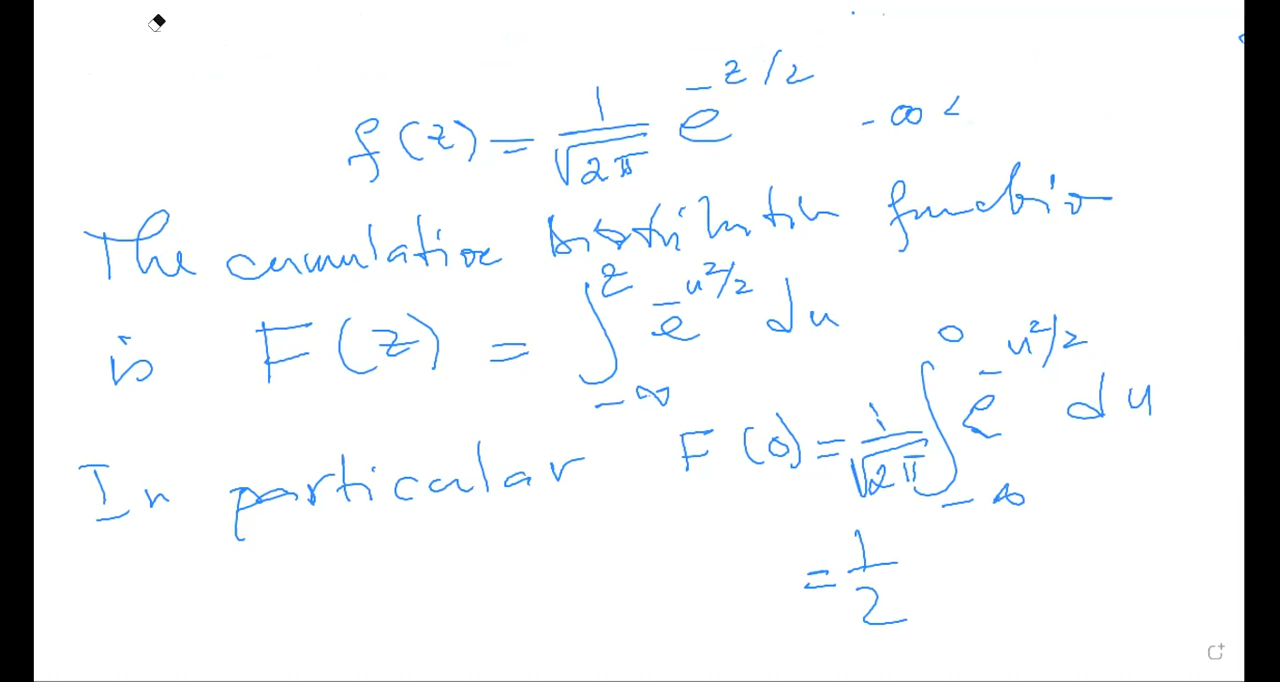 f(z) = 1/√2π e^-z/2 -∞ <
The cumulative distribution function
is F(z) = ∫_-∞^z e^-u²/2 du
In particular F(0) = 1/√2π ∫_-∞^0 e^-u²/2 du
= 1/2